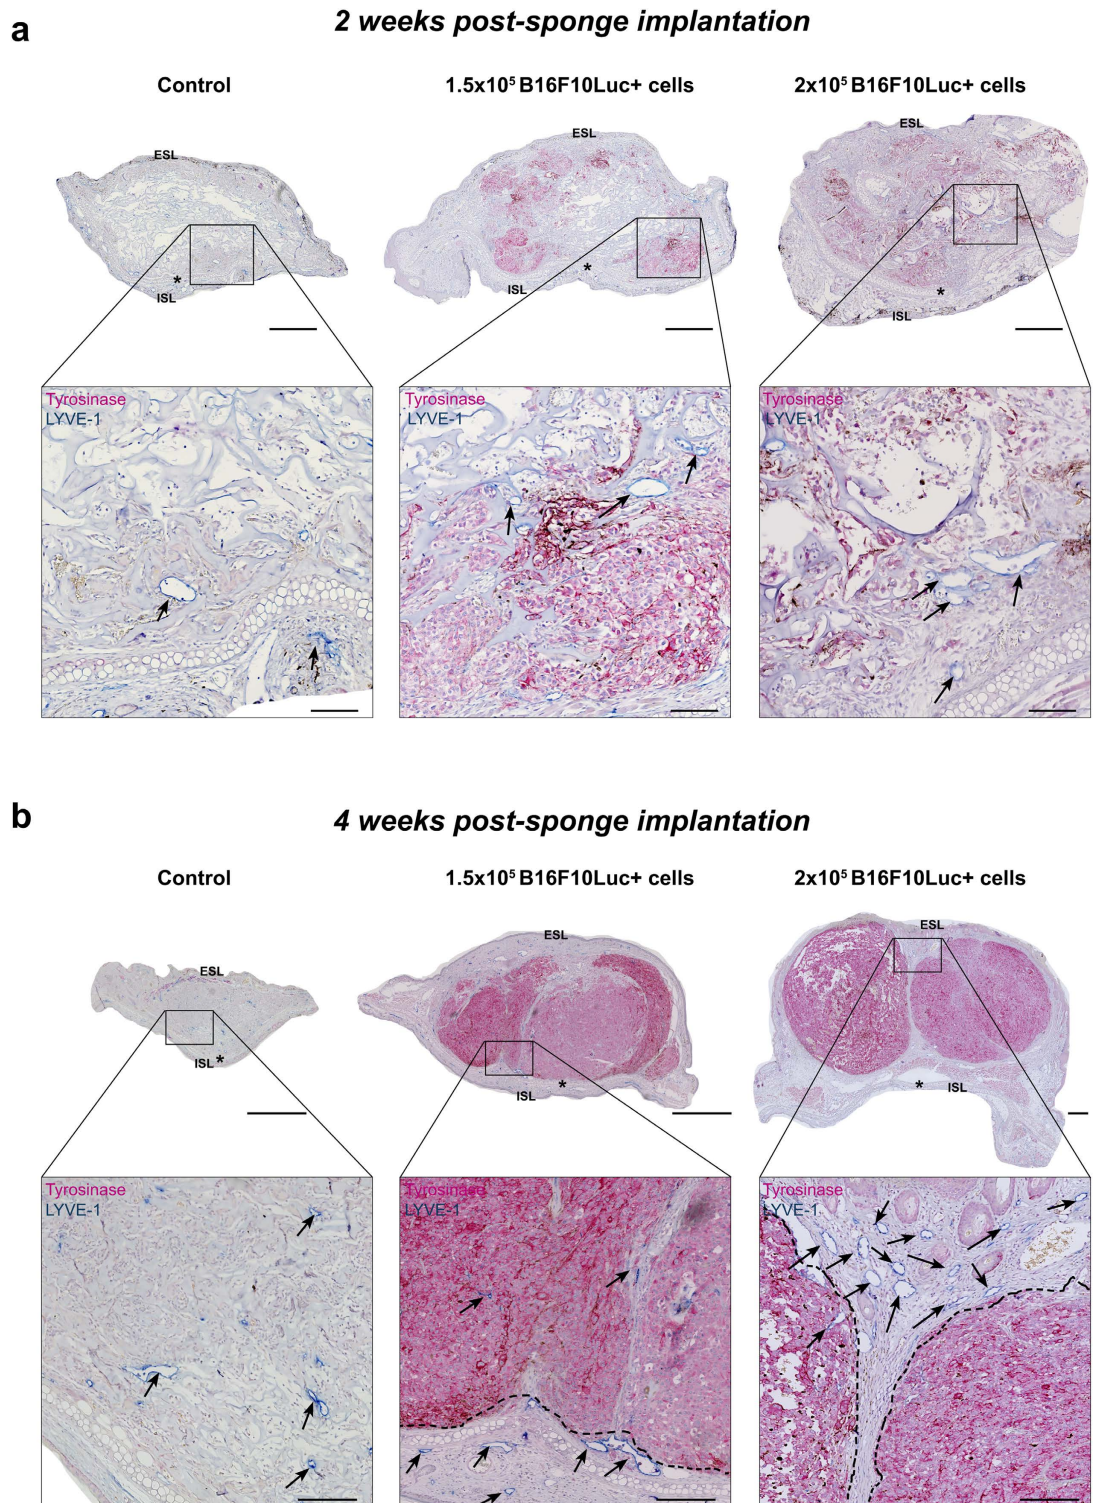 a
2 weeks post-sponge implantation
Control
1.5x10⁵ B16F10Luc+ cells
2x10⁵ B16F10Luc+ cells
ESL
ESL
ESL
*
ISL
*
ISL
*
ISL
Tyrosinase
LYVE-1
Tyrosinase
LYVE-1
Tyrosinase
LYVE-1
b
4 weeks post-sponge implantation
Control
1.5x10⁵ B16F10Luc+ cells
2x10⁵ B16F10Luc+ cells
ESL
ESL
ESL
ISL *
*
ISL
*
ISL
Tyrosinase
LYVE-1
Tyrosinase
LYVE-1
Tyrosinase
LYVE-1